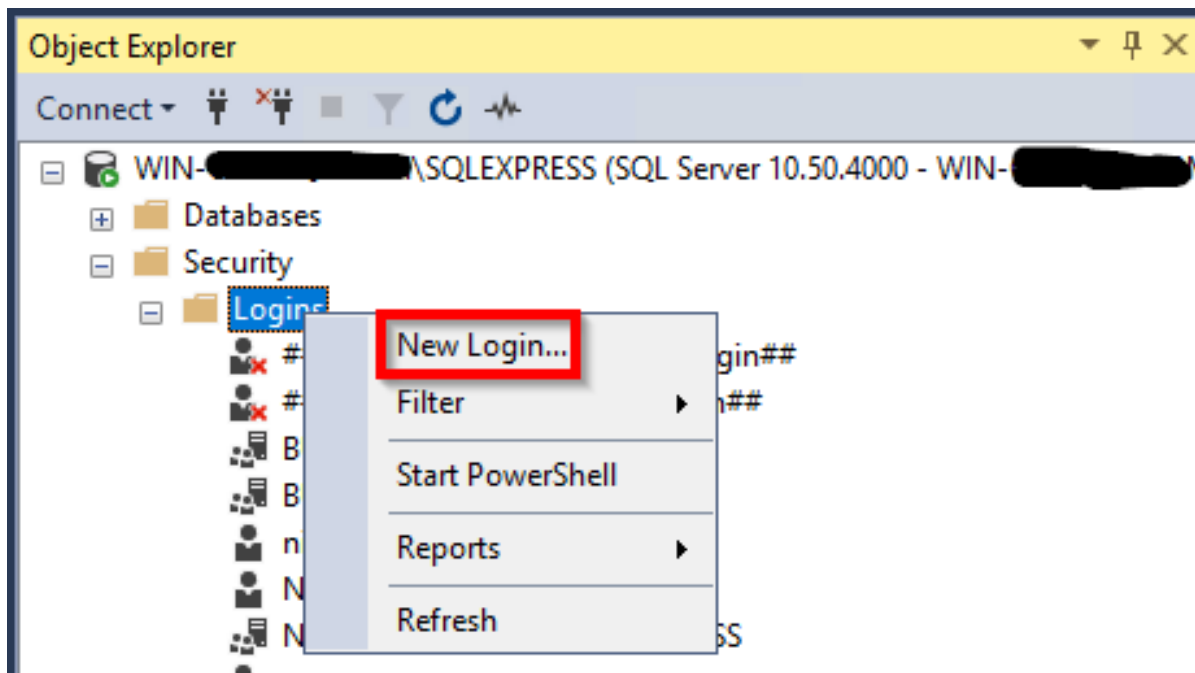 Object Explorer
Connect
WIN- \SQLEXPRESS (SQL Server 10.50.4000 - WIN-
Databases
Security
Logins
New Login...
## gin##
Filter
## n##
B
Start PowerShell
B
Reports
n
N
Refresh
N SS